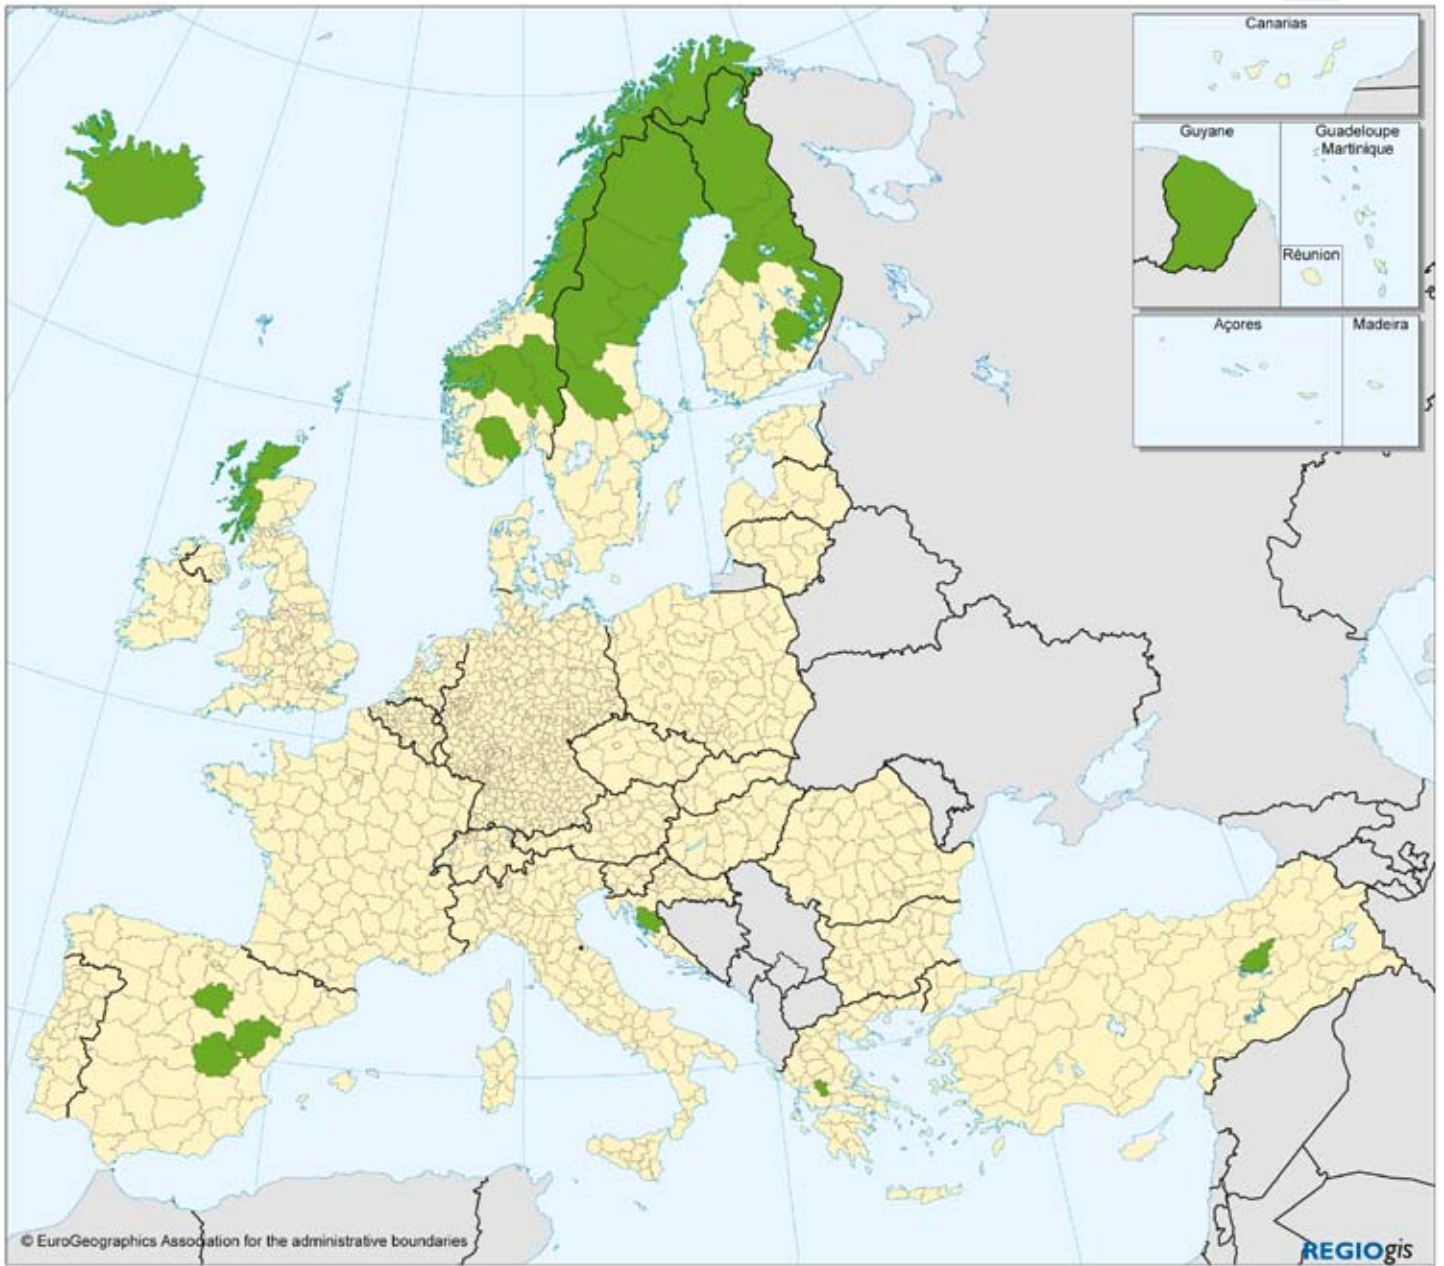 Canarias
Guyane
Guadeloupe
Martinique
Réunion
Açores
Madeira
© EuroGeographics Association for the administrative boundaries
REGIOgis